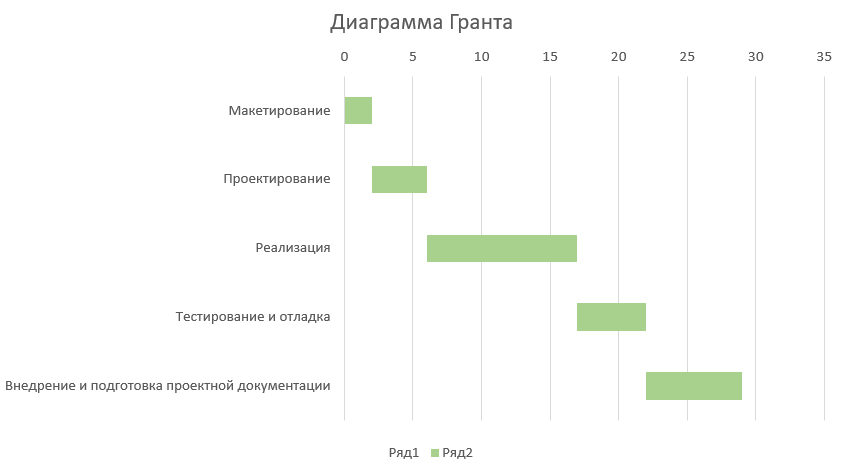 Диаграмма Гранта
0 5 10 15 20 25 30 35
Макетирование
Проектирование
Реализация
Тестирование и отладка
Внедрение и подготовка проектной документации
Ряд1 Ряд2